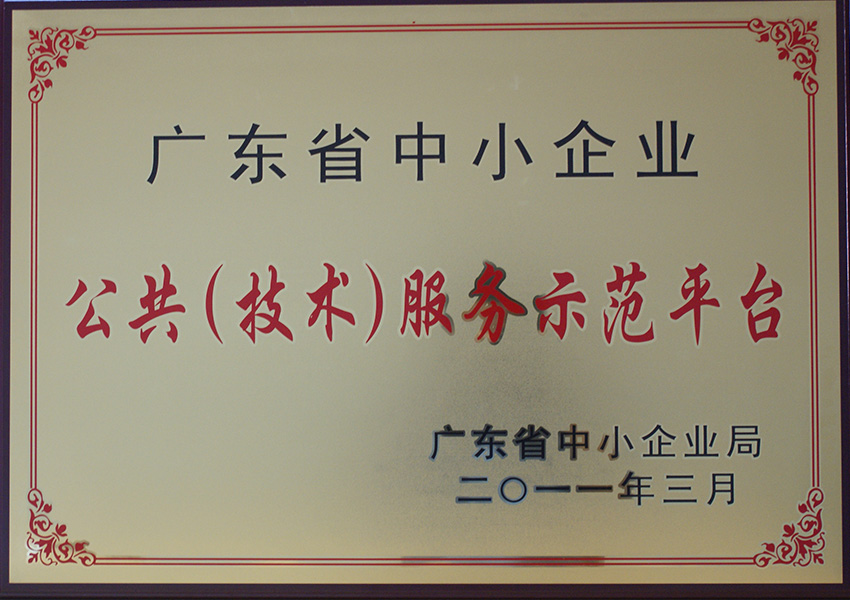 广东省中小企业
公共(技术)服务示范平台
广东省中小企业局
二〇一一年三月